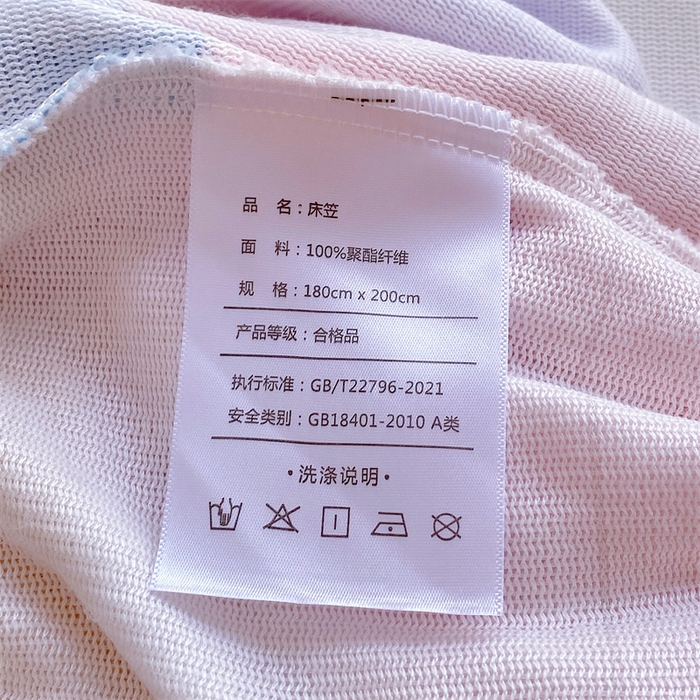 品 名：床笠
面 料：100%聚酯纤维
规 格：180cm x 200cm
产品等级：合格品
执行标准：GB/T22796-2021
安全类别：GB18401-2010 A类
·洗涤说明·